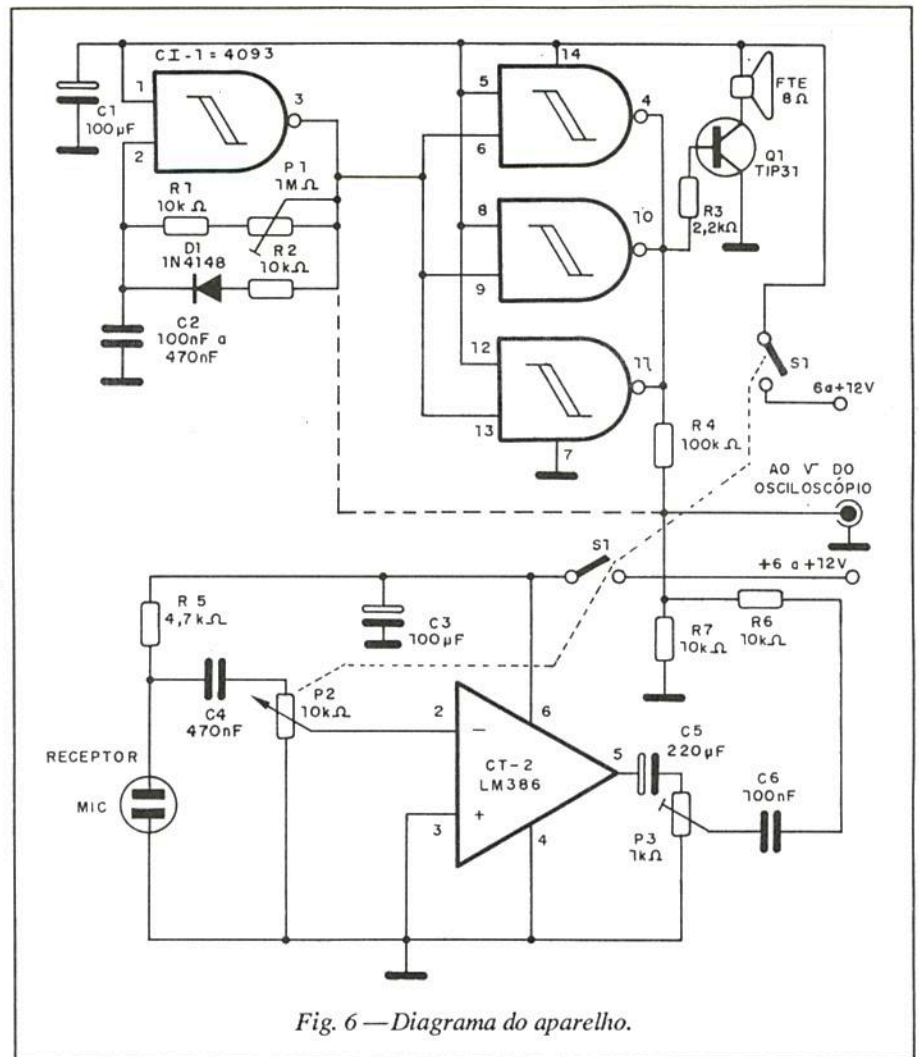 CI-1 = 4093
1
2
3
C1
100µF
R1
10kΩ
P1
1MΩ
D1
1N4148
R2
10kΩ
C2
100nF a
470nF
14
5
6
4
8
9
10
12
13
11
7
FTE
8Ω
Q1
TIP31
R3
2,2kΩ
S1
6a+12V
R4
100kΩ
AO V⁻ DO
OSCILOSCÓPIO
S1
+6 a +12V
R5
4,7kΩ
C3
100µF
R7
10kΩ
R6
10kΩ
C4
470nF
P2
10kΩ
2
6
C5
220µF
RECEPTOR
MIC
CT-2
LM386
5
3
4
P3
1kΩ
C6
100nF
Fig. 6 — Diagrama do aparelho.